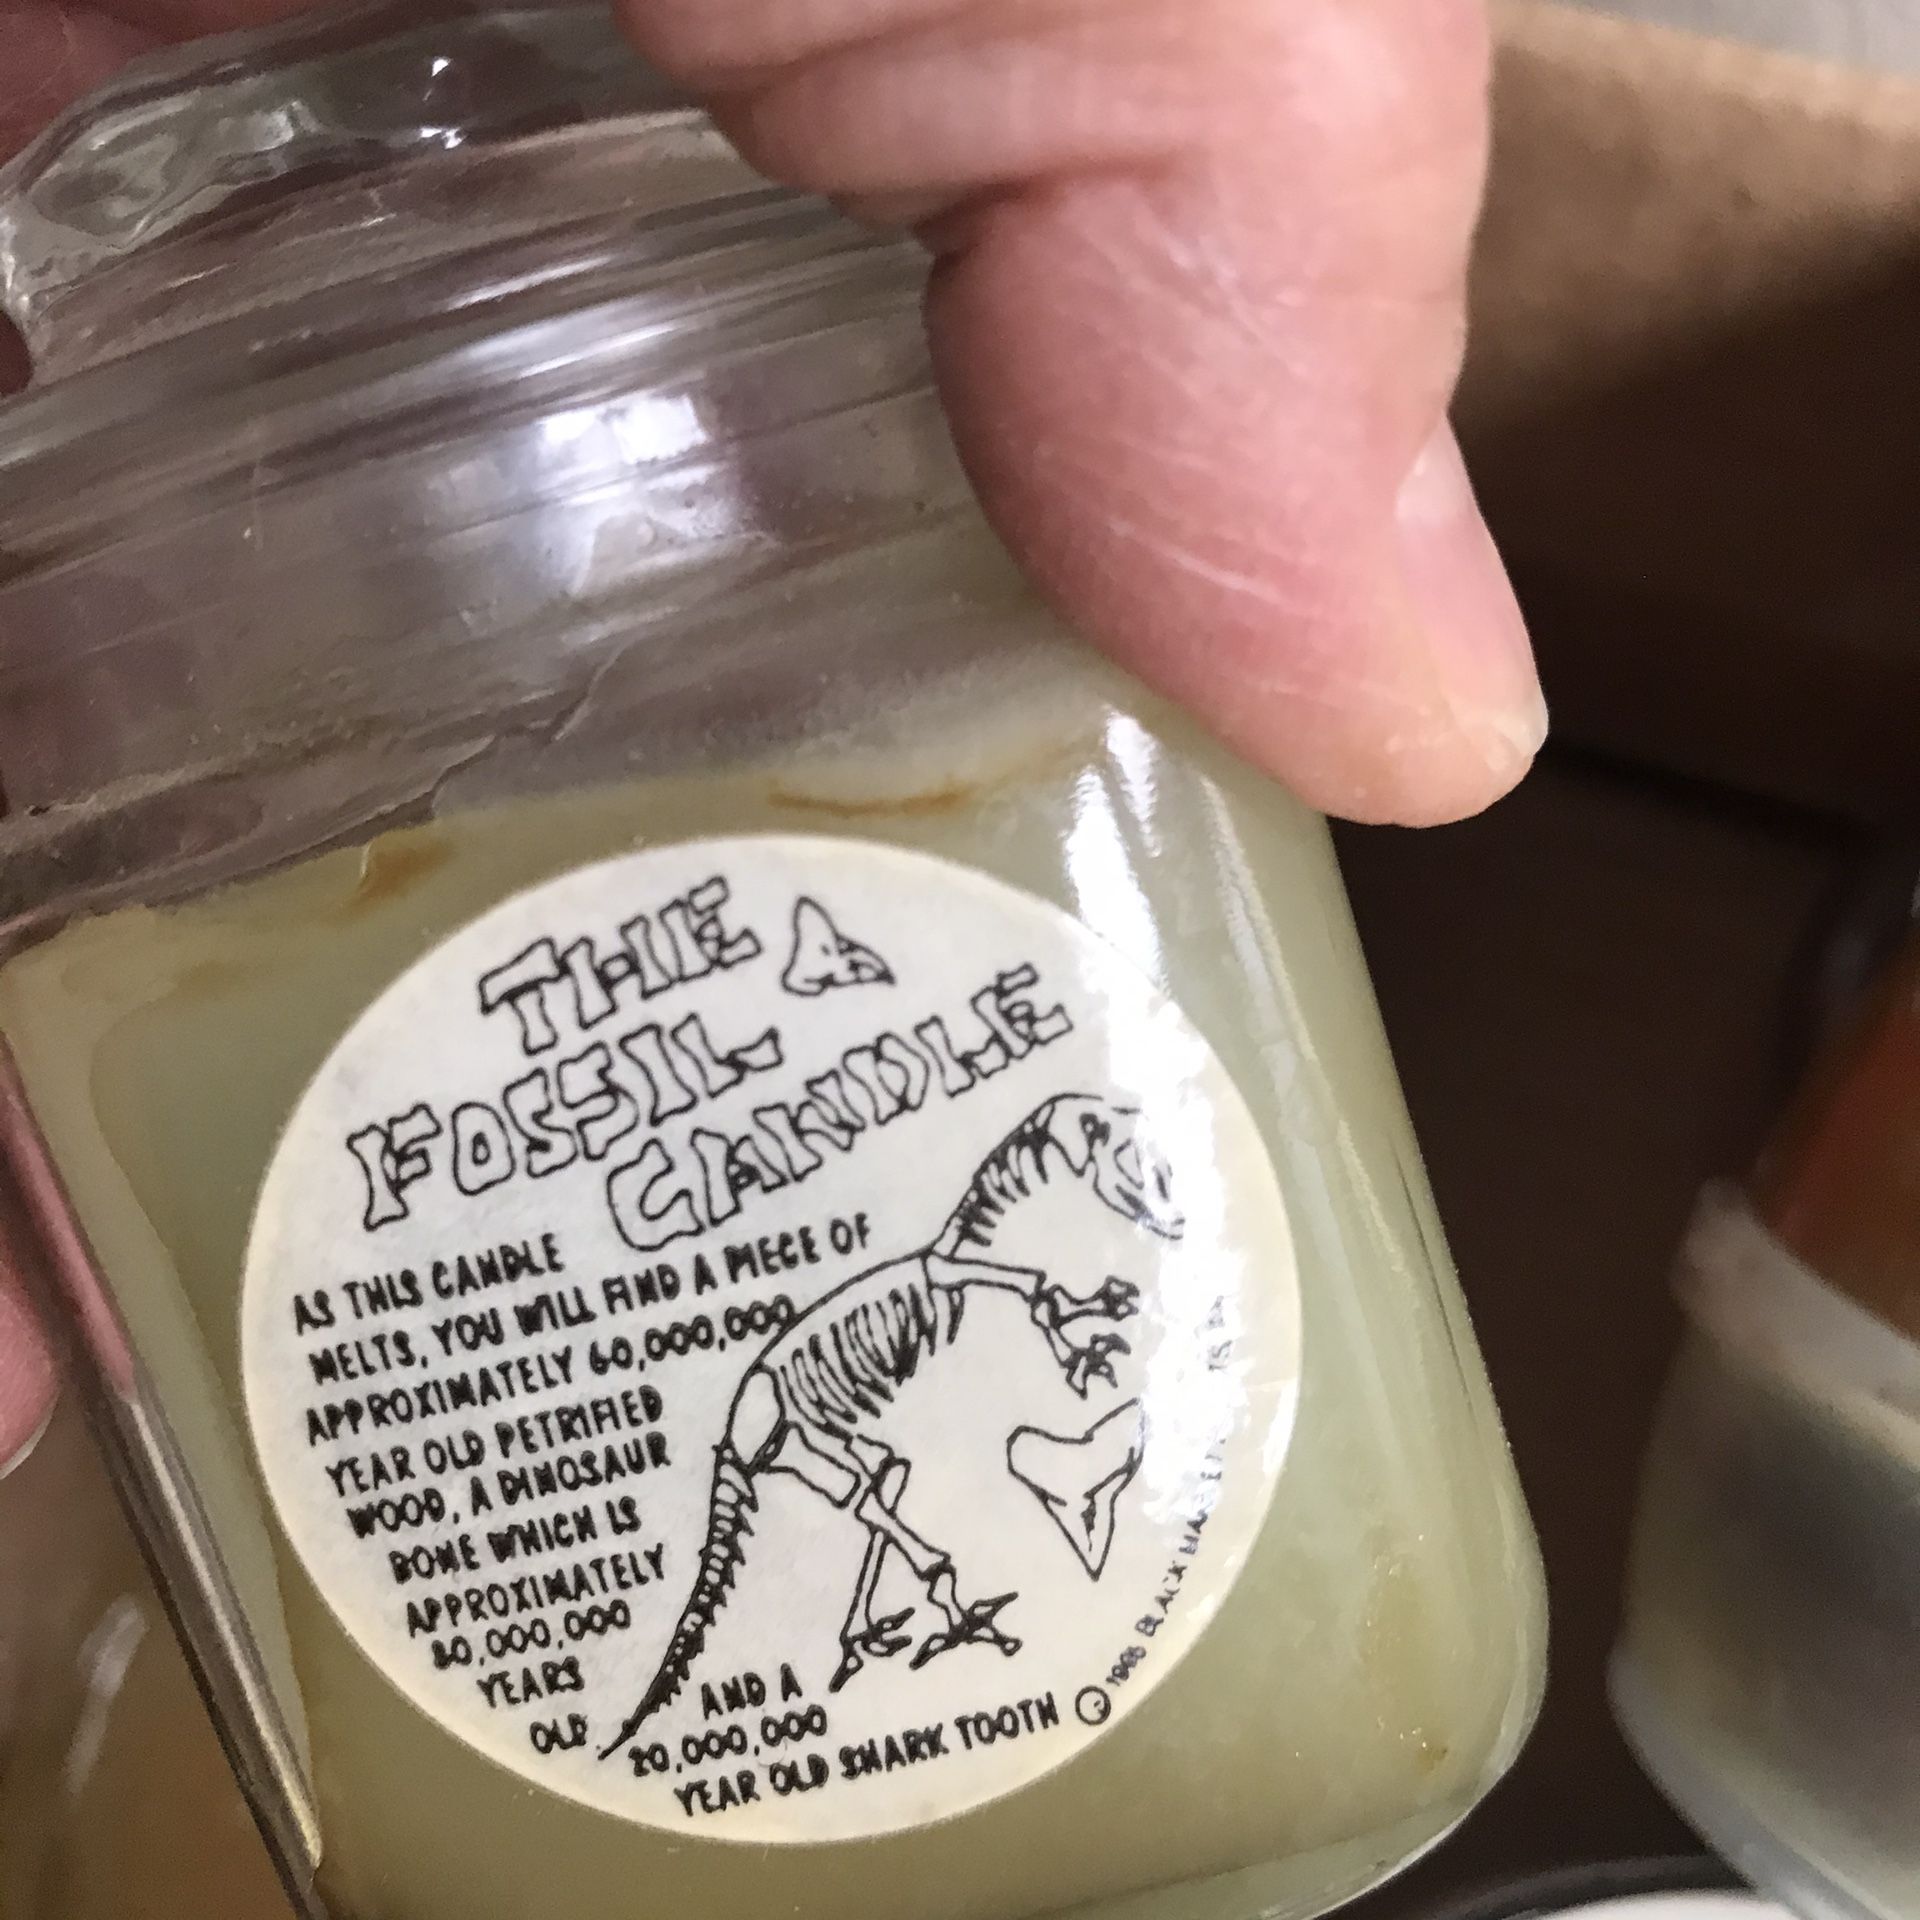 THE
FOSSIL
CANDLE
AS THIS CANDLE
MELTS, YOU WILL FIND A PIECE OF
APPROXIMATELY 60,000,000
YEAR OLD PETRIFIED
WOOD, A DINOSAUR
BONE WHICH IS
APPROXIMATELY
80,000,000
YEARS
OLD.
AND A
20,000,000
YEAR OLD SHARK TOOTH
© BLACK